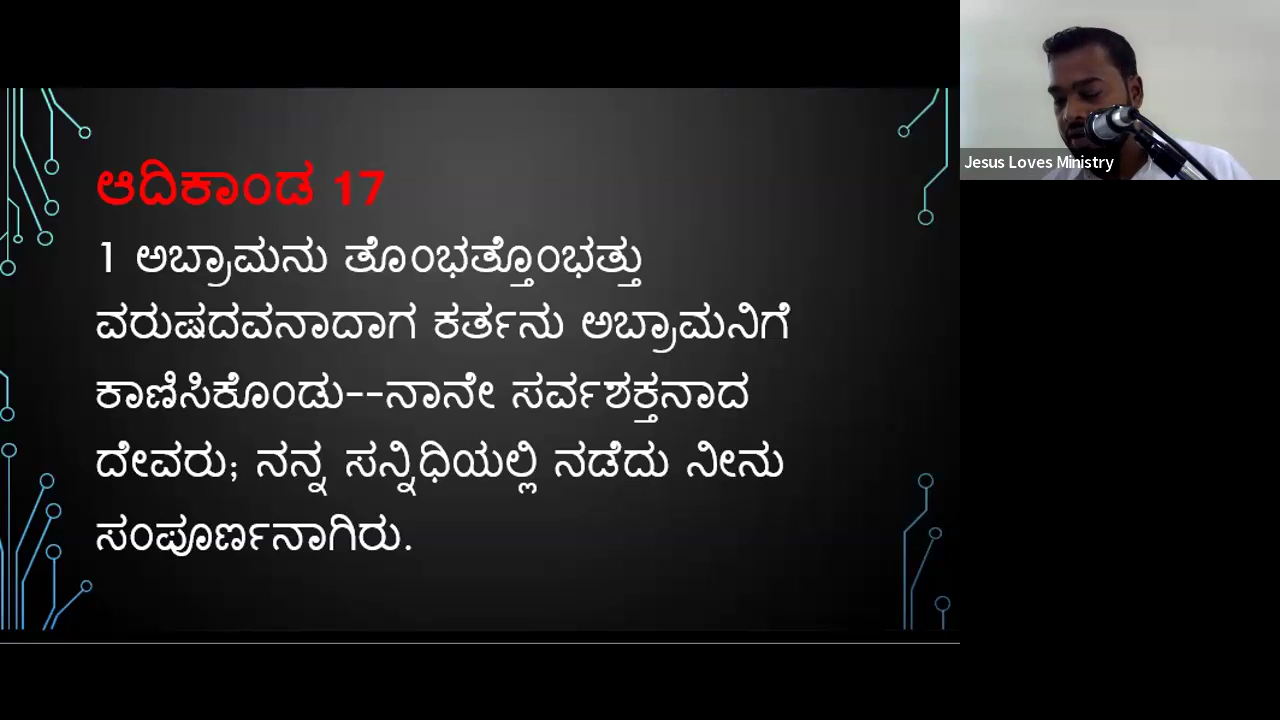 ಆದಿಕಾಂಡ 17
1 ಅಬ್ರಾಮನು ತೊಂಭತ್ತೊಂಭತ್ತು
ವರುಷದವನಾದಾಗ ಕರ್ತನು ಅಬ್ರಾಮನಿಗೆ
ಕಾಣಿಸಿಕೊಂಡು--ನಾನೇ ಸರ್ವಶಕ್ತನಾದ
ದೇವರು; ನನ್ನ ಸನ್ನಿಧಿಯಲ್ಲಿ ನಡೆದು ನೀನು
ಸಂಪೂರ್ಣನಾಗಿರು.
Jesus Loves Ministry